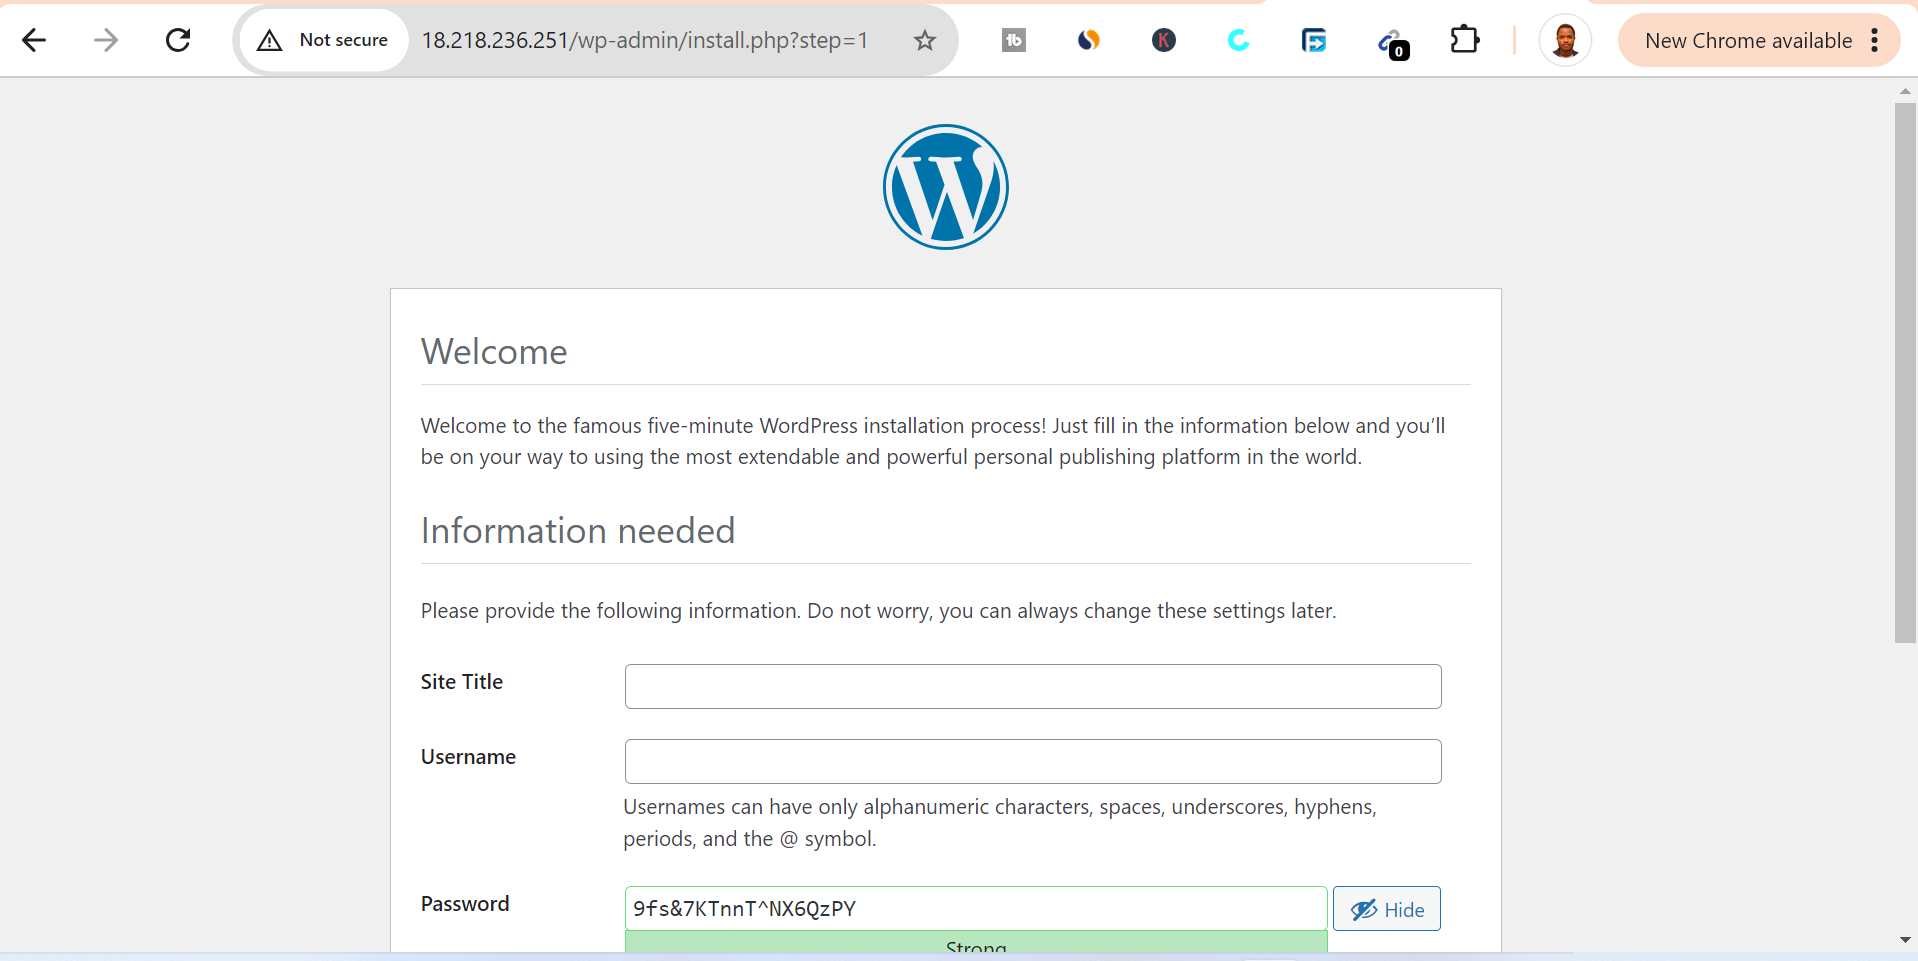 Not secure
18.218.236.251/wp-admin/install.php?step=1
0
New Chrome available
Welcome
Welcome to the famous five-minute WordPress installation process! Just fill in the information below and you’ll
be on your way to using the most extendable and powerful personal publishing platform in the world.
Information needed
Please provide the following information. Do not worry, you can always change these settings later.
Site Title
Username
Usernames can have only alphanumeric characters, spaces, underscores, hyphens,
periods, and the @ symbol.
Password
9fs&7KTnnT^NX6QzPY
Hide
Strong